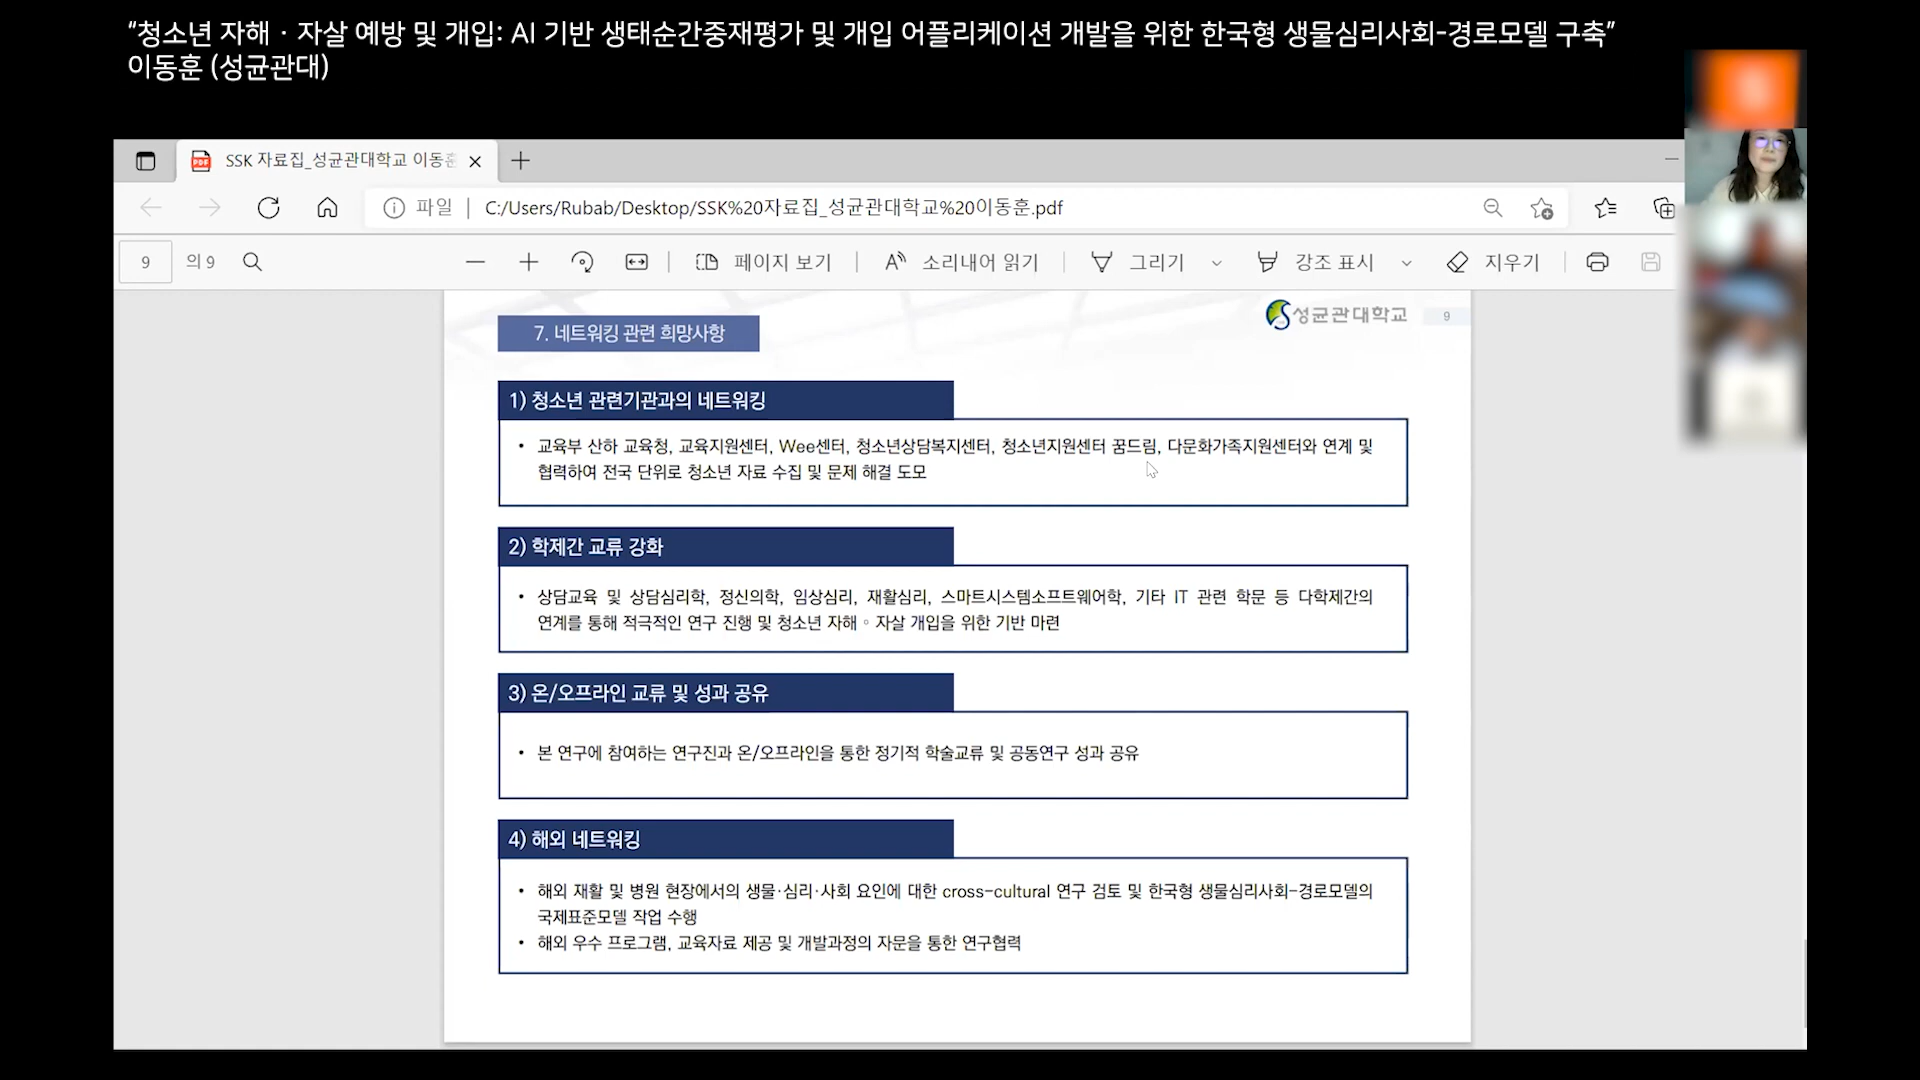 “청소년 자해 · 자살 예방 및 개입: AI 기반 생태순간중재평가 및 개입 어플리케이션 개발을 위한 한국형 생물심리사회-경로모델 구축”
이동훈 (성균관대)
SSK 자료집_성균관대학교 이동훈
파일 | C:/Users/Rubab/Desktop/SSK%20자료집_성균관대학교%20이동훈.pdf
9 의 9 페이지 보기 소리내어 읽기 그리기 강조 표시 지우기
성균관대학교 9
7. 네트워킹 관련 희망사항
1) 청소년 관련기관과의 네트워킹
• 교육부 산하 교육청, 교육지원센터, Wee센터, 청소년상담복지센터, 청소년지원센터 꿈드림, 다문화가족지원센터와 연계 및
협력하여 전국 단위로 청소년 자료 수집 및 문제 해결 도모
2) 학제간 교류 강화
• 상담교육 및 상담심리학, 정신의학, 임상심리, 재활심리, 스마트시스템소프트웨어학, 기타 IT 관련 학문 등 다학제간의
연계를 통해 적극적인 연구 진행 및 청소년 자해◦자살 개입을 위한 기반 마련
3) 온/오프라인 교류 및 성과 공유
• 본 연구에 참여하는 연구진과 온/오프라인을 통한 정기적 학술교류 및 공동연구 성과 공유
4) 해외 네트워킹
• 해외 재활 및 병원 현장에서의 생물·심리·사회 요인에 대한 cross-cultural 연구 검토 및 한국형 생물심리사회-경로모델의
국제표준모델 작업 수행
• 해외 우수 프로그램, 교육자료 제공 및 개발과정의 자문을 통한 연구협력